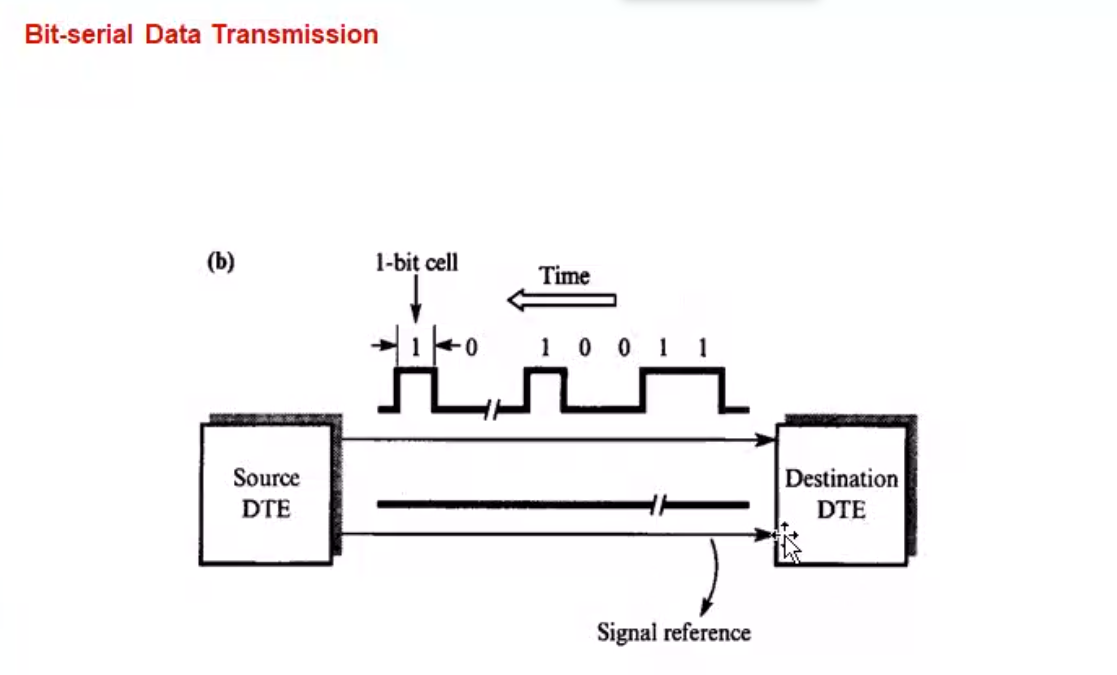 Bit-serial Data Transmission
(b)
1-bit cell
Time
1 0 1 0 0 1 1
Source
DTE
Destination
DTE
Signal reference